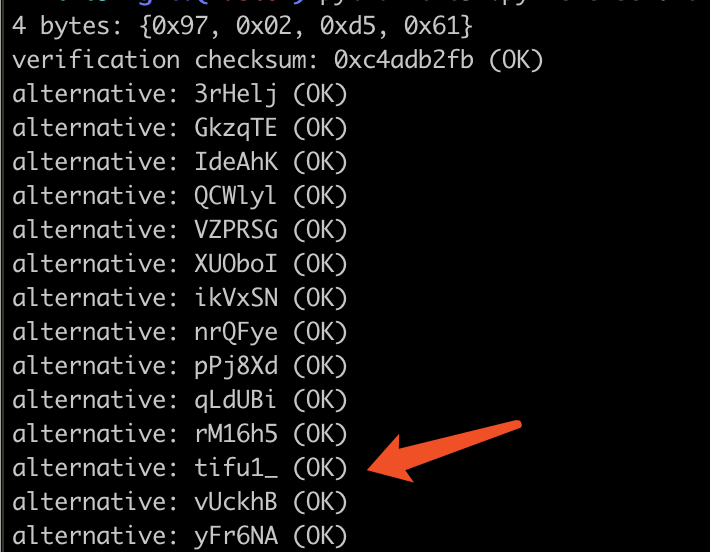 4 bytes: {0x97, 0x02, 0xd5, 0x61}
verification checksum: 0xc4adb2fb (OK)
alternative: 3rHelj (OK)
alternative: GkzqTE (OK)
alternative: IdeAhK (OK)
alternative: QCWlyl (OK)
alternative: VZPRSG (OK)
alternative: XUOboI (OK)
alternative: ikVxSN (OK)
alternative: nrQFye (OK)
alternative: pPj8Xd (OK)
alternative: qLdUBi (OK)
alternative: rM16h5 (OK)
alternative: tifu1_ (OK)
alternative: vUckhB (OK)
alternative: yFr6NA (OK)